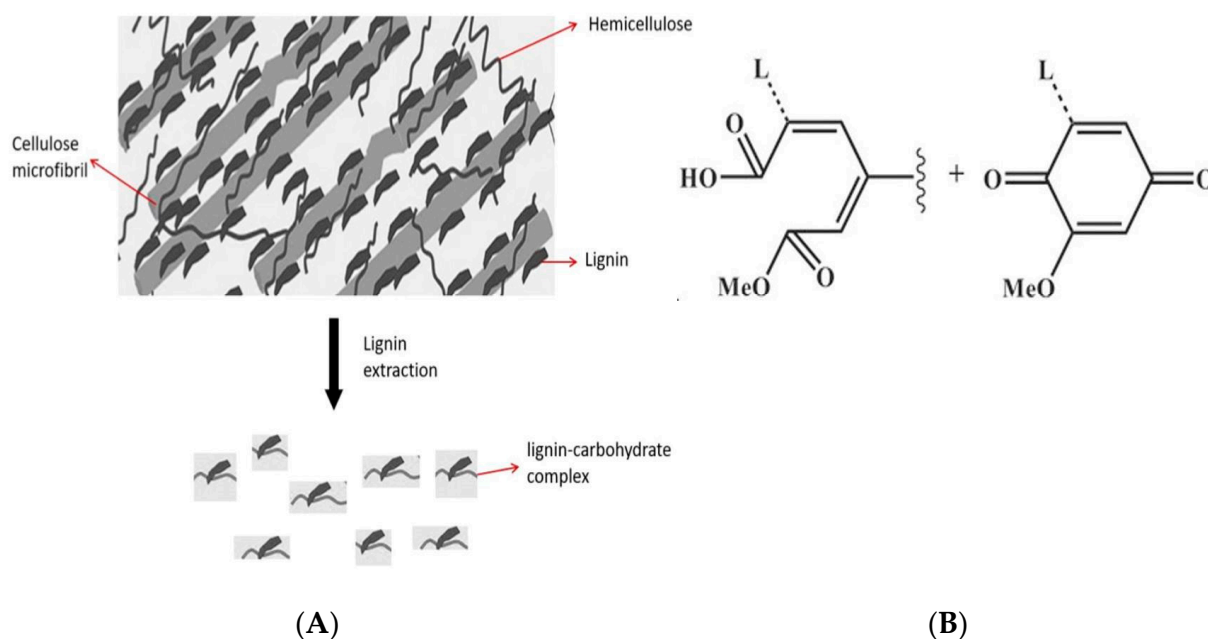 Hemicellulose
Cellulose
microfibril
Lignin
Lignin
extraction
lignin-carbohydrate
complex
(A)
L
O
HO
O
MeO
+
L
O
O
MeO
(B)